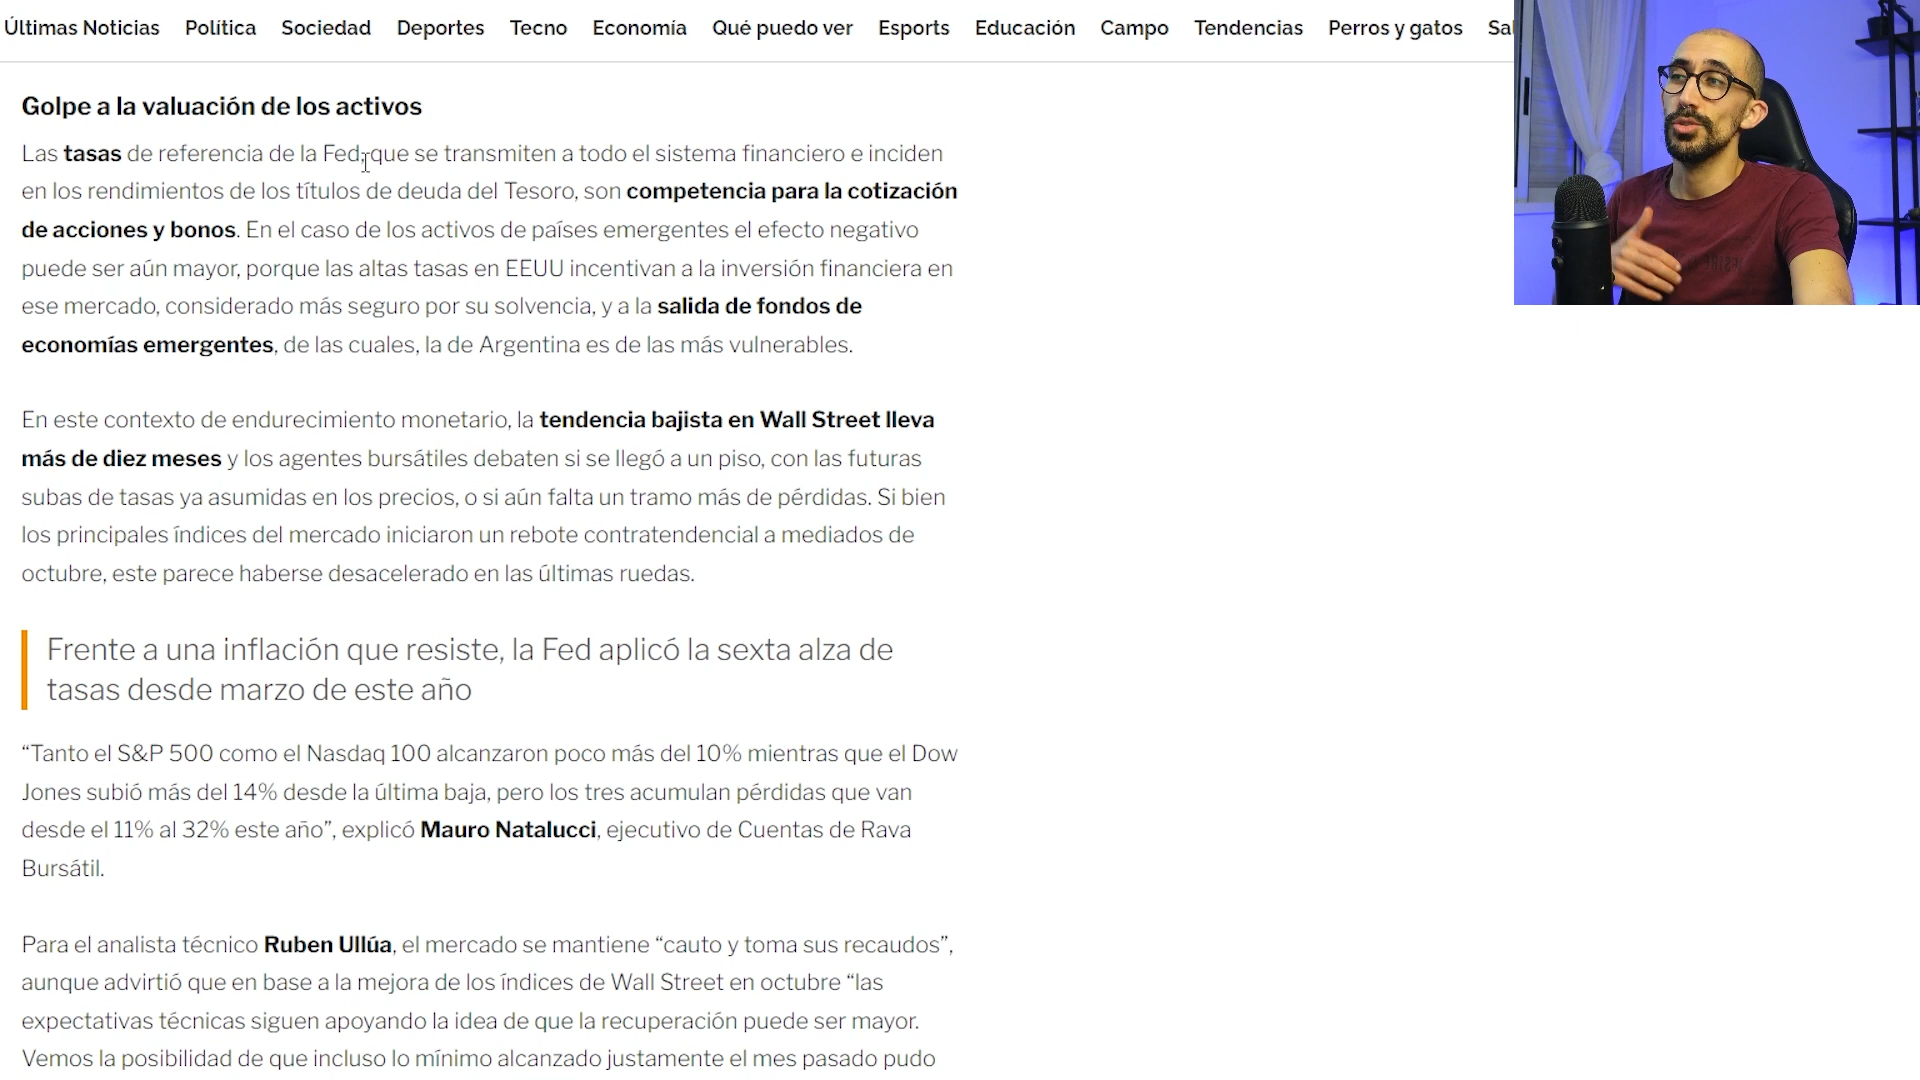 Últimas Noticias Política Sociedad Deportes Tecno Economía Qué puedo ver Esports Educación Campo Tendencias Perros y gatos
Golpe a la valuación de los activos
Las tasas de referencia de la Fed, que se transmiten a todo el sistema financiero e inciden
en los rendimientos de los títulos de deuda del Tesoro, son competencia para la cotización
de acciones y bonos. En el caso de los activos de países emergentes el efecto negativo
puede ser aún mayor, porque las altas tasas en EEUU incentivan a la inversión financiera en
ese mercado, considerado más seguro por su solvencia, y a la salida de fondos de
economías emergentes, de las cuales, la de Argentina es de las más vulnerables.
En este contexto de endurecimiento monetario, la tendencia bajista en Wall Street lleva
más de diez meses y los agentes bursátiles debaten si se llegó a un piso, con las futuras
subas de tasas ya asumidas en los precios, o si aún falta un tramo más de pérdidas. Si bien
los principales índices del mercado iniciaron un rebote contratendencial a mediados de
octubre, este parece haberse desacelerado en las últimas ruedas.
Frente a una inflación que resiste, la Fed aplicó la sexta alza de
tasas desde marzo de este año
“Tanto el S&P 500 como el Nasdaq 100 alcanzaron poco más del 10% mientras que el Dow
Jones subió más del 14% desde la última baja, pero los tres acumulan pérdidas que van
desde el 11% al 32% este año”, explicó Mauro Natalucci, ejecutivo de Cuentas de Rava
Bursátil.
Para el analista técnico Ruben Ullúa, el mercado se mantiene “cauto y toma sus recaudos”,
aunque advirtió que en base a la mejora de los índices de Wall Street en octubre “las
expectativas técnicas siguen apoyando la idea de que la recuperación puede ser mayor.
Vemos la posibilidad de que incluso lo mínimo alcanzado justamente el mes pasado pudo